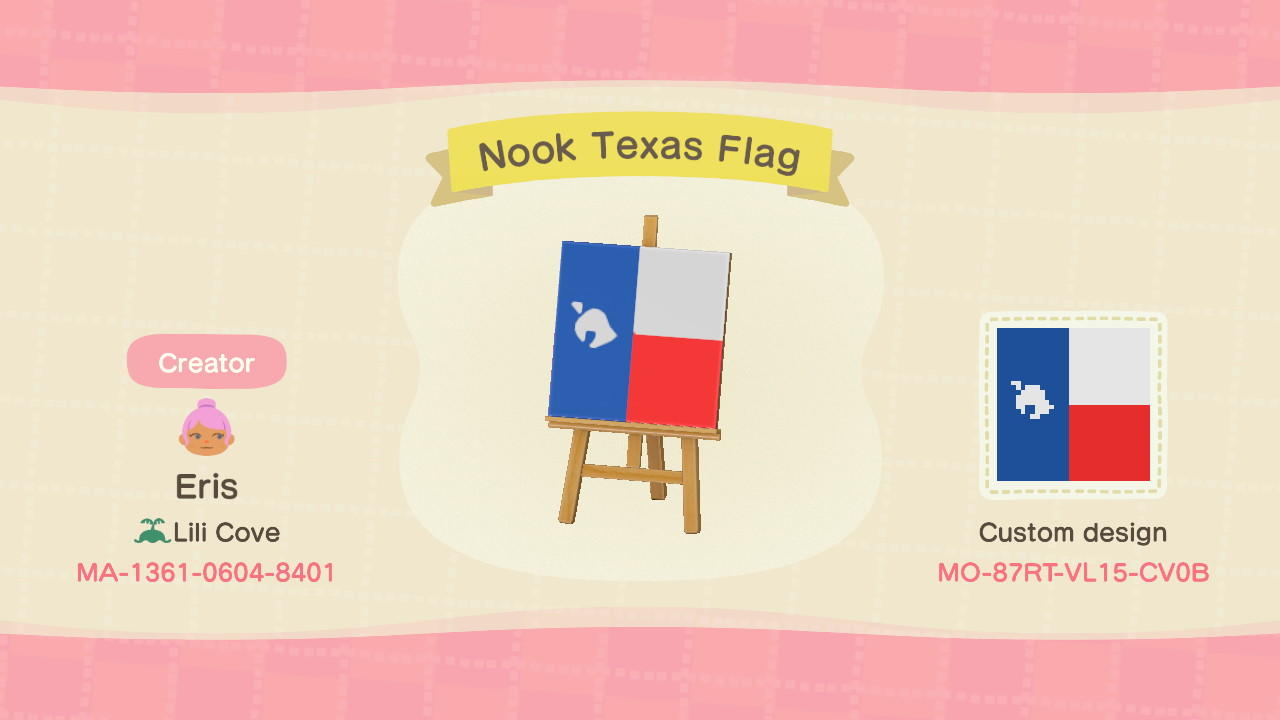 Nook Texas Flag
Creator
Eris
Lili Cove
MA-1361-0604-8401
Custom design
MO-87RT-VL15-CV0B